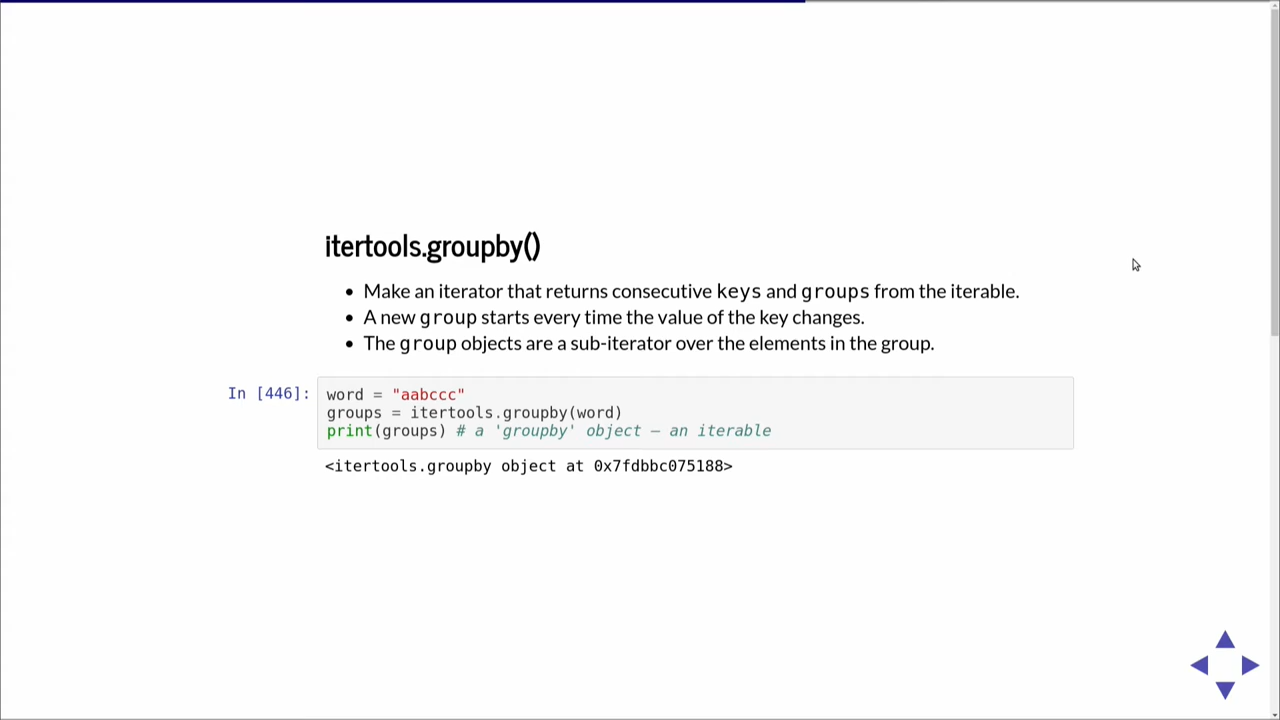 itertools.groupby()
• Make an iterator that returns consecutive keys and groups from the iterable.
• A new group starts every time the value of the key changes.
• The group objects are a sub-iterator over the elements in the group.
In [446]:
word = "aabccc"
groups = itertools.groupby(word)
print(groups) # a 'groupby' object – an iterable
<itertools.groupby object at 0x7fdbbc075188>